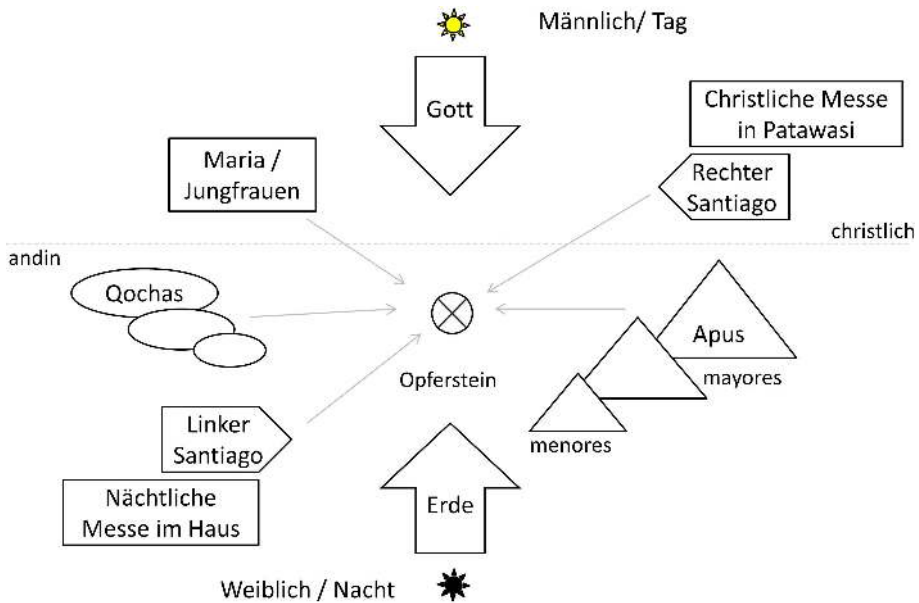 Männlich/ Tag
Gott
Christliche Messe
in Patawasi
Maria /
Jungfrauen
Rechter
Santiago
christlich
andin
Qochas
Apus
Opferstein
mayores
menores
Linker
Santiago
Nächtliche
Messe im Haus
Erde
Weiblich / Nacht